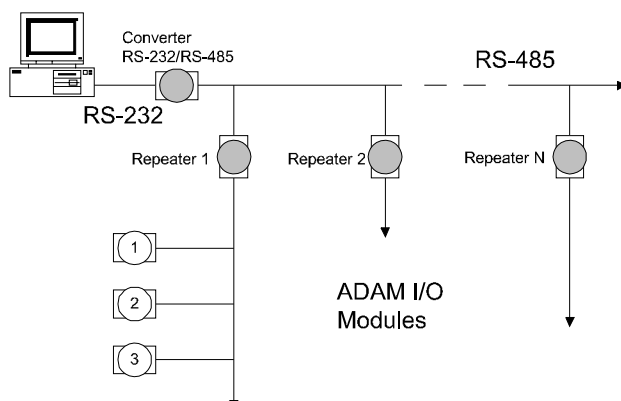 Converter
RS-232/RS-485
RS-485
RS-232
Repeater 1
Repeater 2
Repeater N
1
2
3
ADAM I/O
Modules